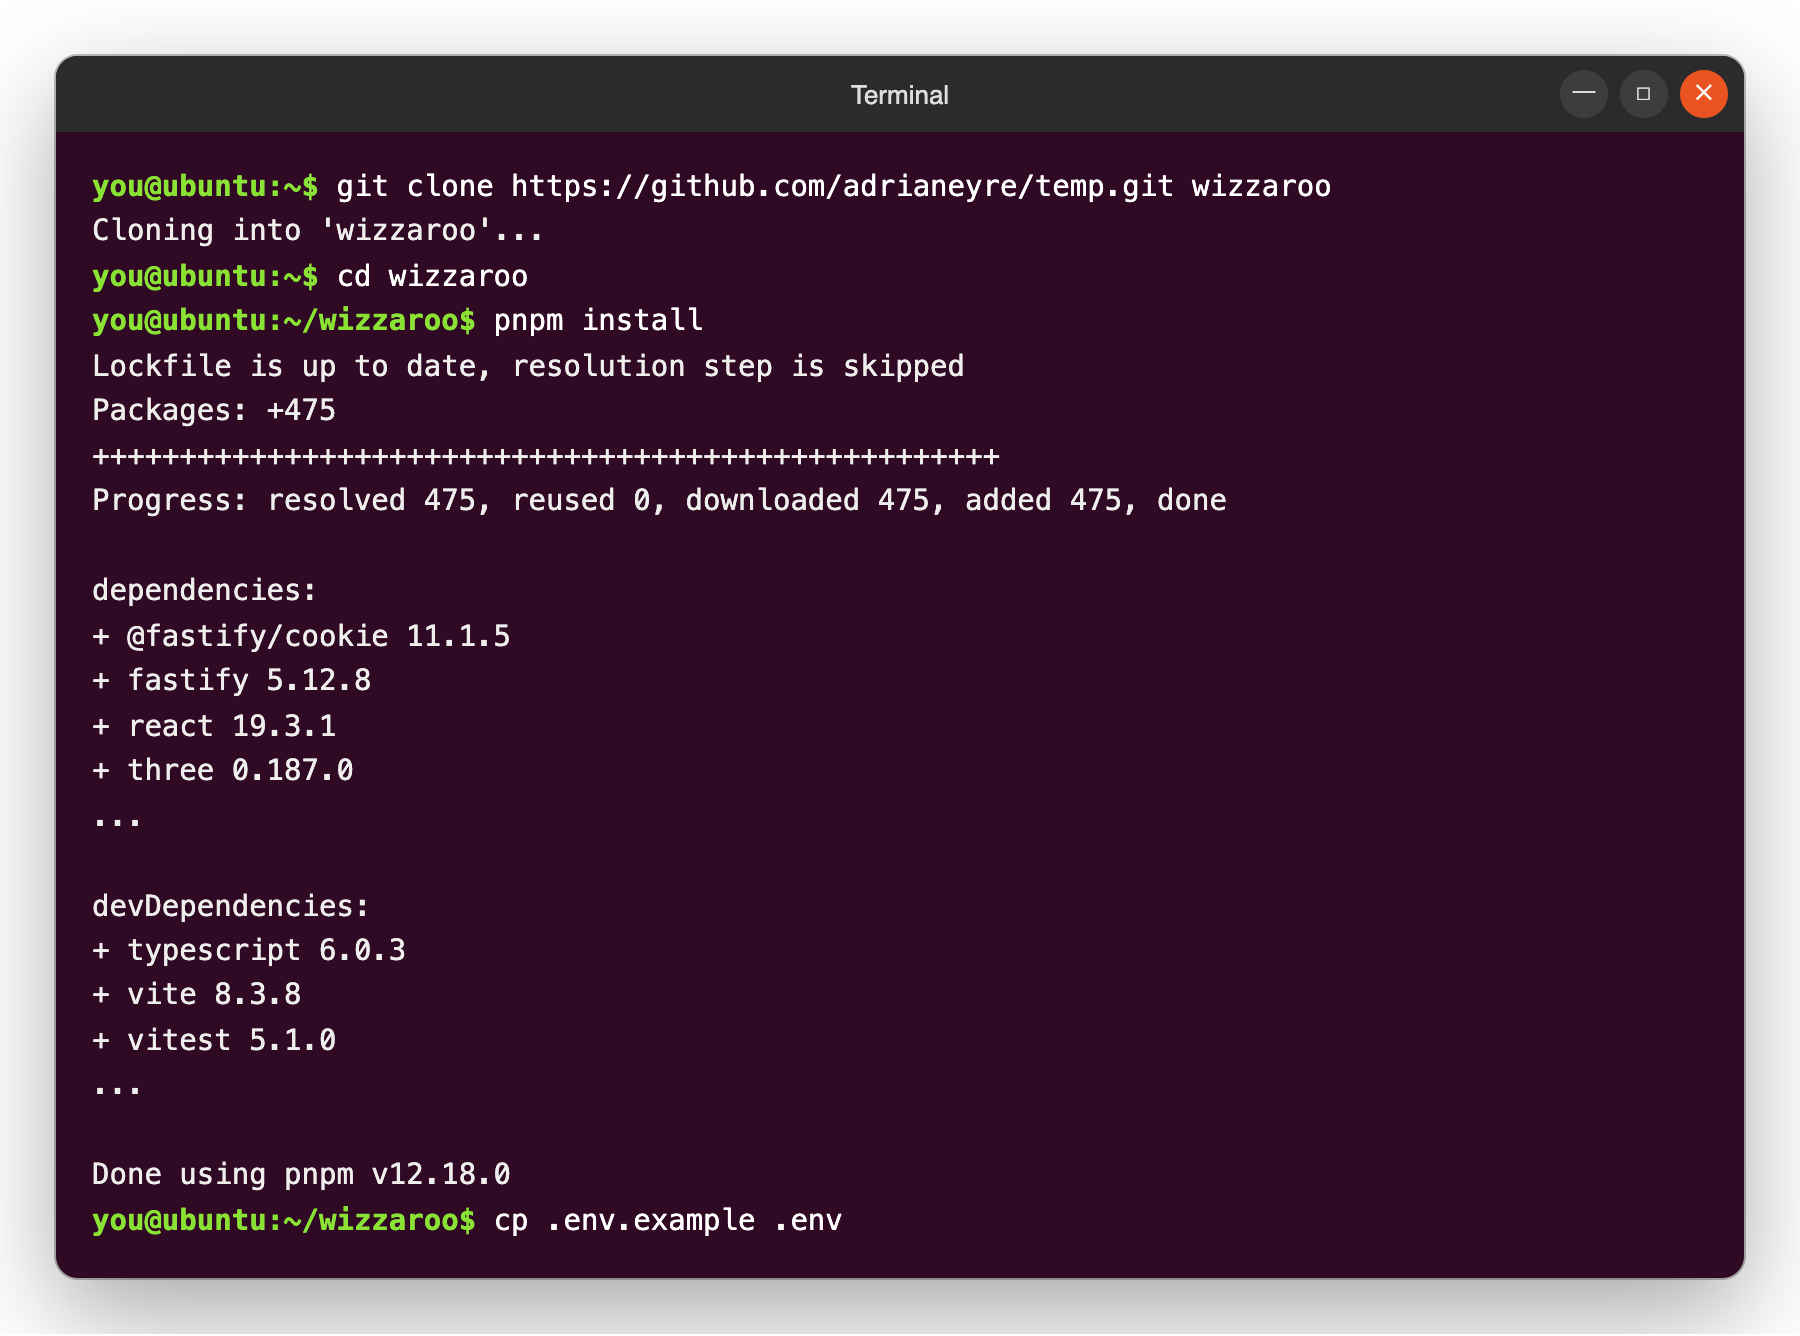 Terminal
you@ubuntu:~$ git clone https://github.com/adrianeyre/temp.git wizzaroo
Cloning into 'wizzaroo'...
you@ubuntu:~$ cd wizzaroo
you@ubuntu:~/wizzaroo$ pnpm install
Lockfile is up to date, resolution step is skipped
Packages: +475
++++++++++++++++++++++++++++++++++++++++++++++++++++
Progress: resolved 475, reused 0, downloaded 475, added 475, done
dependencies:
+ @fastify/cookie 11.1.5
+ fastify 5.12.8
+ react 19.3.1
+ three 0.187.0
...
devDependencies:
+ typescript 6.0.3
+ vite 8.3.8
+ vitest 5.1.0
...
Done using pnpm v12.18.0
you@ubuntu:~/wizzaroo$ cp .env.example .env